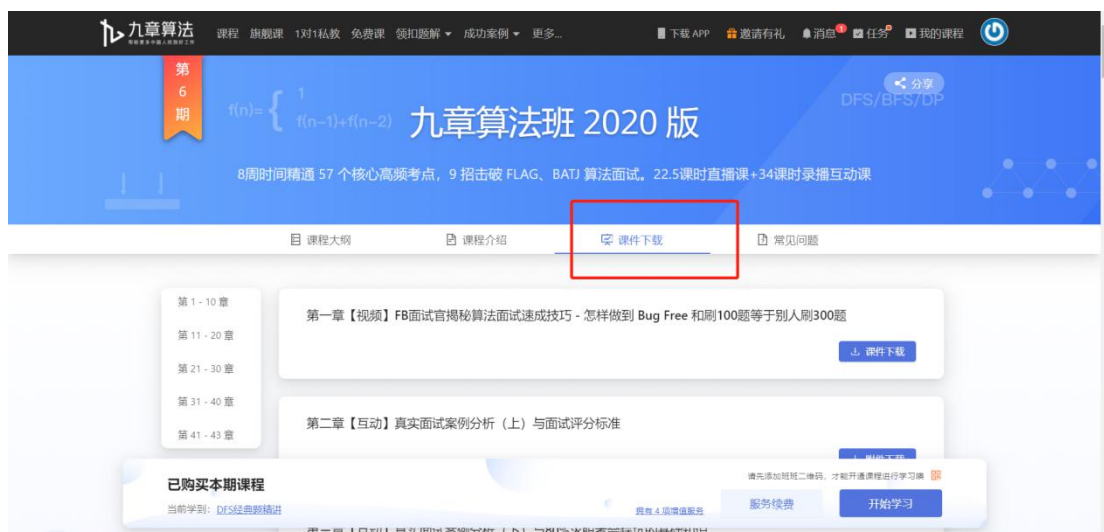 九章算法
课程 旗舰课 1对1私教 免费课 领扣题解 成功案例 更多... 下载 APP 邀请有礼 消息 1 任务 我的课程
第
6
期
f(n)= { 1
f(n-1)+f(n-2)
九章算法班 2020 版
分享
DFS/BFS/DP
8周时间精通 57 个核心高频考点，9 招击破 FLAG、BATJ 算法面试。22.5课时直播课+34课时录播互动课
课程大纲 课程介绍 课件下载 常见问题
第 1 - 10 章
第 11 - 20 章
第 21 - 30 章
第 31 - 40 章
第 41 - 43 章
第一章【视频】FB面试官揭秘算法面试速成技巧 - 怎样做到 Bug Free 和刷100题等于别人刷300题
课件下载
第二章【互动】真实面试案例分析（上）与面试评分标准
已购买本期课程
当前学到：DFS经典题精讲
拥有 4 项增值服务
请先添加班班二维码，才能开通课程进行学习噢
服务续费
开始学习